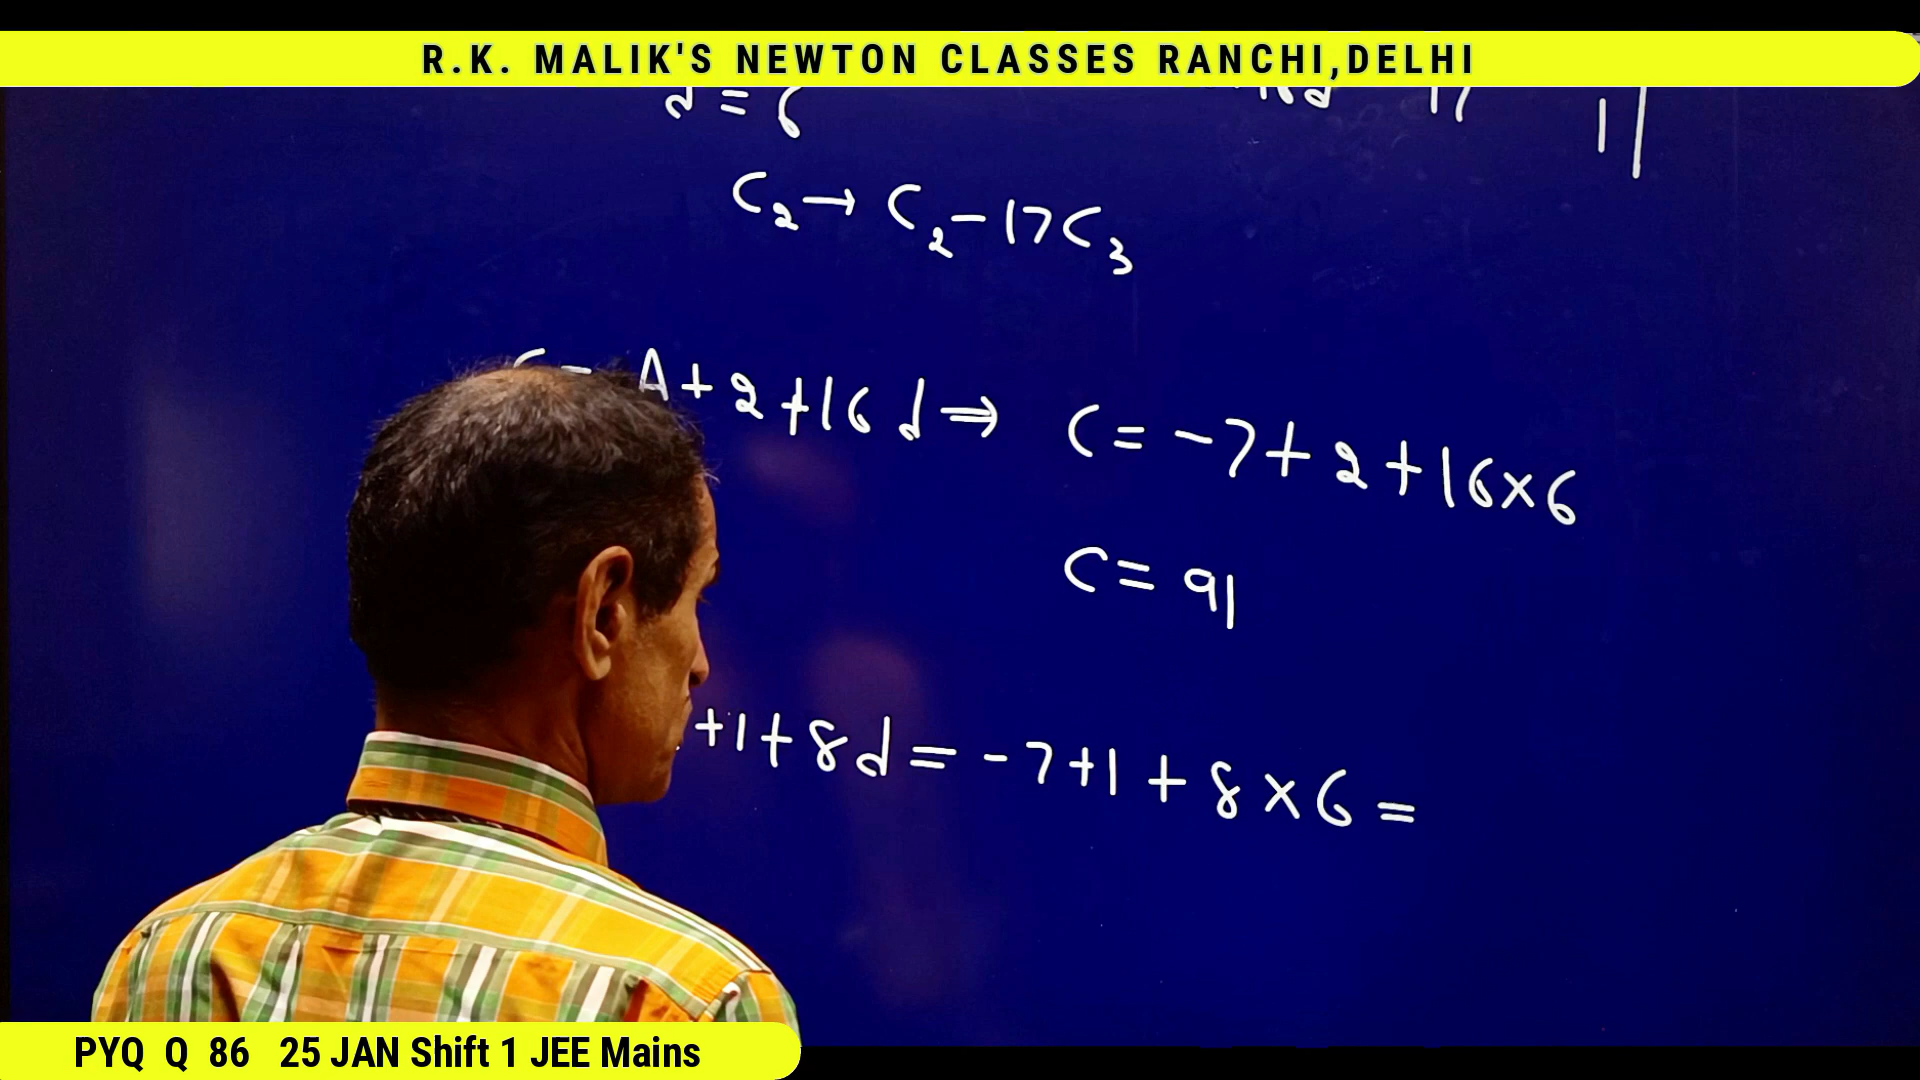 R.K. MALIK'S NEWTON CLASSES RANCHI,DELHI
d = 6
C₂ → C₂ - 17C₃
A + 2 + 16d ⇒ C = -7 + 2 + 16×6
C = 91
+1 + 8d = -7+1 + 8×6 =
PYQ Q 86 25 JAN Shift 1 JEE Mains